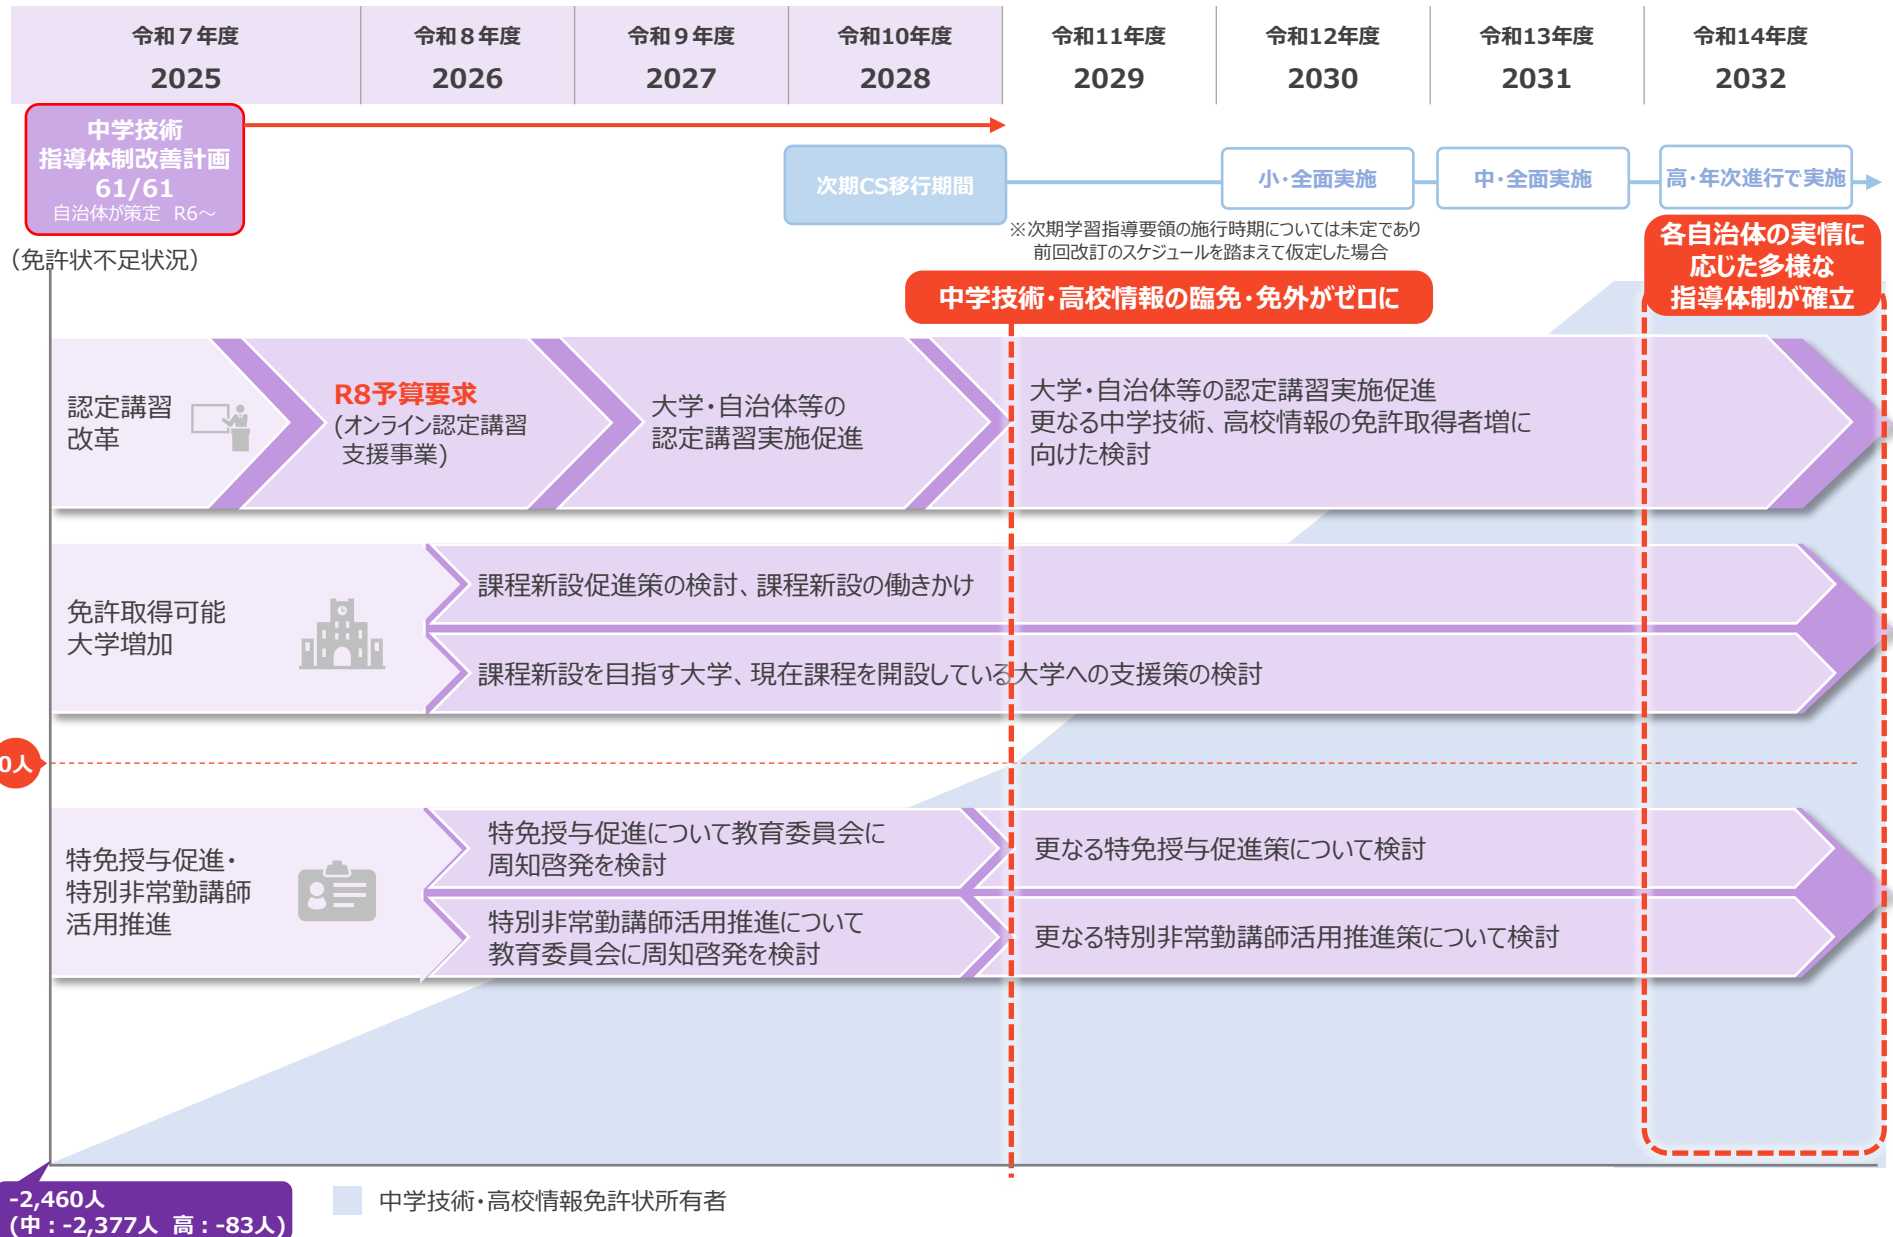 令和７年度
2025
令和８年度
2026
令和９年度
2027
令和10年度
2028
令和11年度
2029
令和12年度
2030
令和13年度
2031
令和14年度
2032
中学技術
指導体制改善計画
61/61
自治体が策定　R6～
次期CS移行期間
小・全面実施
中・全面実施
高・年次進行で実施
※次期学習指導要領の施行時期については未定であり
前回改訂のスケジュールを踏まえて仮定した場合
（免許状不足状況）
中学技術・高校情報の臨免・免外がゼロに
各自治体の実情に
応じた多様な
指導体制が確立
認定講習
改革
R8予算要求
(オンライン認定講習
支援事業)
大学・自治体等の
認定講習実施促進
大学・自治体等の認定講習実施促進
更なる中学技術、高校情報の免許取得者増に
向けた検討
免許取得可能
大学増加
課程新設促進策の検討、課程新設の働きかけ
課程新設を目指す大学、現在課程を開設している大学への支援策の検討
0人
特免授与促進・
特別非常勤講師
活用推進
特免授与促進について教育委員会に
周知啓発を検討
更なる特免授与促進策について検討
特別非常勤講師活用推進について
教育委員会に周知啓発を検討
更なる特別非常勤講師活用推進策について検討
-2,460人
(中：-2,377人 高：-83人)
中学技術・高校情報免許状所有者